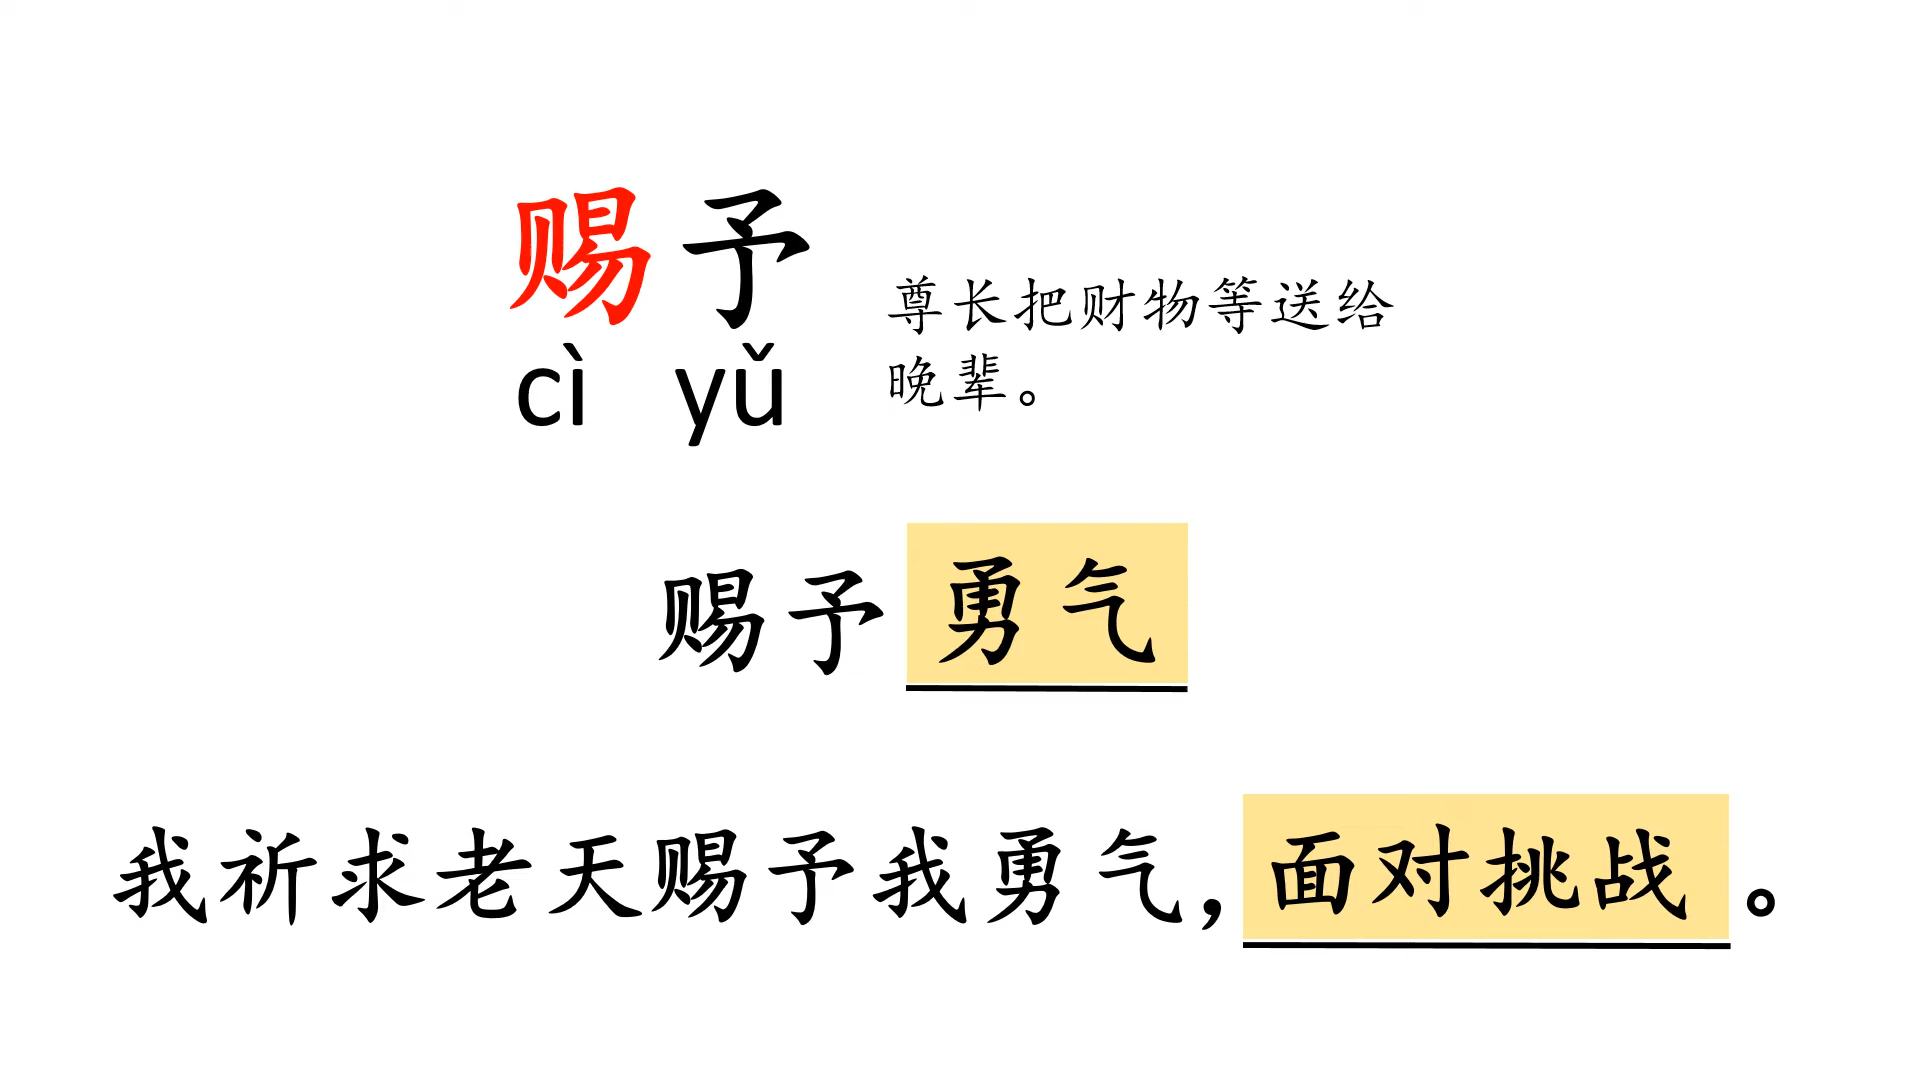 赐予
cì yǔ
尊长把财物等送给
晚辈。
赐予勇气
我祈求老天赐予我勇气，面对挑战。